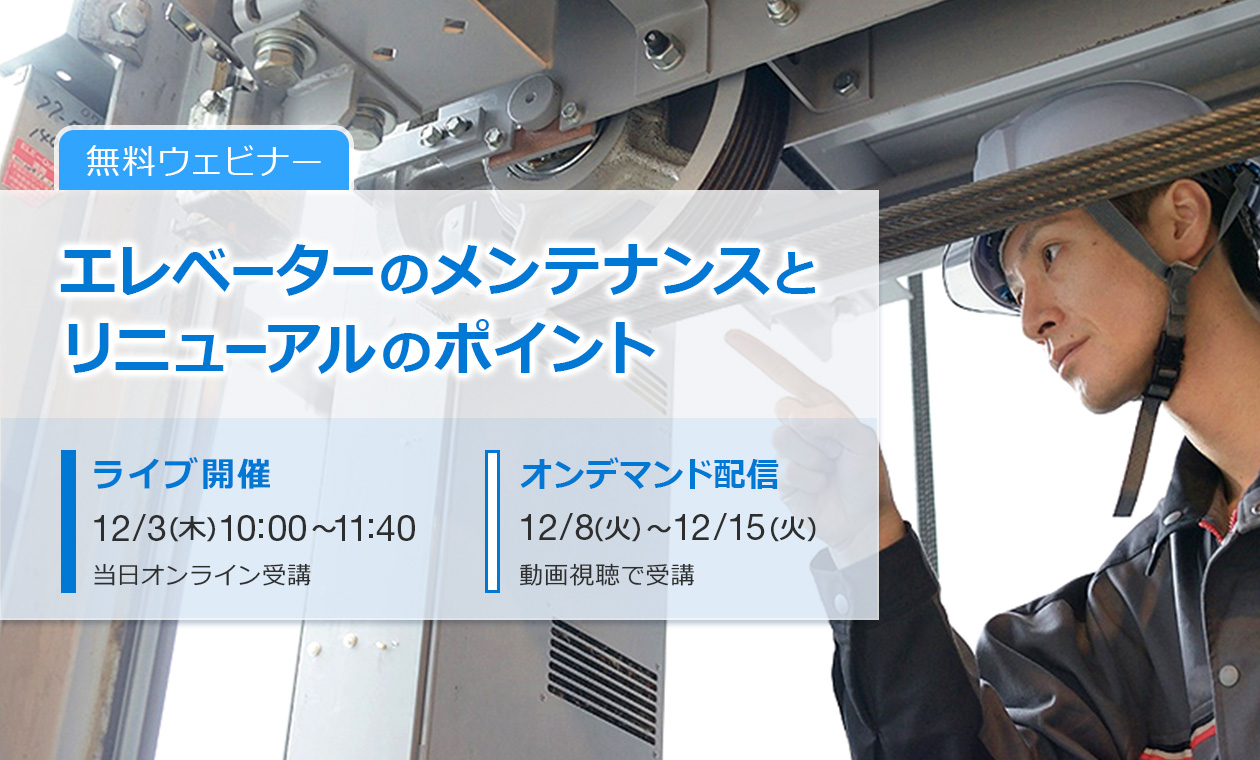 無料ウェビナー
エレベーターのメンテナンスと
リニューアルのポイント
ライブ開催
12/3(木)10:00～11:40
当日オンライン受講
オンデマンド配信
12/8(火)～12/15(火)
動画視聴で受講